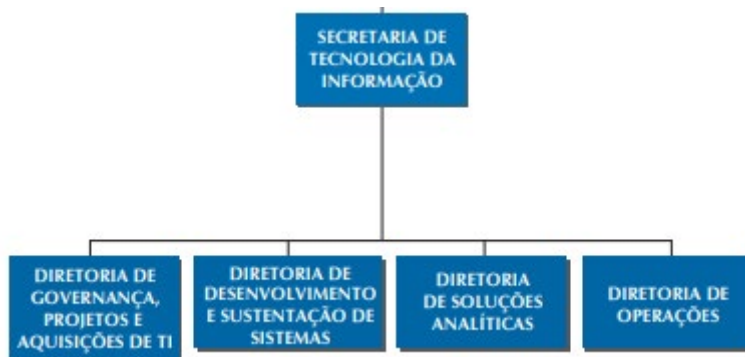 SECRETARIA DE
TECNOLOGIA DA
INFORMAÇÃO
DIRETORIA DE
GOVERNANÇA,
PROJETOS E
AQUISIÇÕES DE TI
DIRETORIA DE
DESENVOLVIMENTO
E SUSTENTAÇÃO DE
SISTEMAS
DIRETORIA
DE SOLUÇÕES
ANALÍTICAS
DIRETORIA DE
OPERAÇÕES